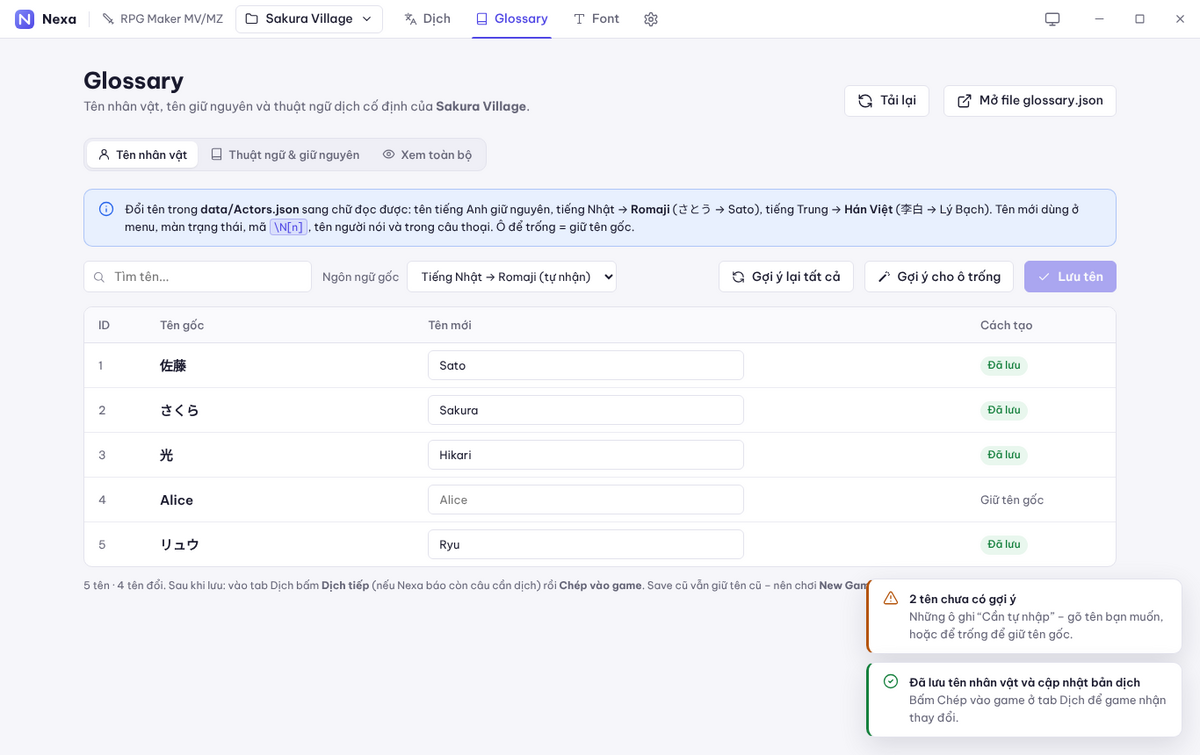 Nexa
RPG Maker MV/MZ
Sakura Village
Dịch
Glossary
Font
Glossary
Tên nhân vật, tên giữ nguyên và thuật ngữ dịch cố định của Sakura Village.
Tải lại
Mở file glossary.json
Tên nhân vật
Thuật ngữ & giữ nguyên
Xem toàn bộ
Đổi tên trong data/Actors.json sang chữ đọc được: tên tiếng Anh giữ nguyên, tiếng Nhật → Romaji (さとう → Sato), tiếng Trung → Hán Việt (李白 → Lý Bạch). Tên mới dùng ở
menu, màn trạng thái, mã \N[n], tên người nói và trong câu thoại. Ô để trống = giữ tên gốc.
Tìm tên...
Ngôn ngữ gốc
Tiếng Nhật → Romaji (tự nhận)
Gợi ý lại tất cả
Gợi ý cho ô trống
Lưu tên
ID Tên gốc Tên mới Cách tạo
1 佐藤 Sato Đã lưu
2 さくら Sakura Đã lưu
3 光 Hikari Đã lưu
4 Alice Alice Giữ tên gốc
5 リュウ Ryu Đã lưu
5 tên · 4 tên đổi. Sau khi lưu: vào tab Dịch bấm Dịch tiếp (nếu Nexa báo còn câu cần dịch) rồi Chép vào game. Save cũ vẫn giữ tên cũ – nên chơi New
2 tên chưa có gợi ý
Những ô ghi “Cần tự nhập” – gõ tên bạn muốn,
hoặc để trống để giữ tên gốc.
Đã lưu tên nhân vật và cập nhật bản dịch
Bấm Chép vào game ở tab Dịch để game nhận
thay đổi.